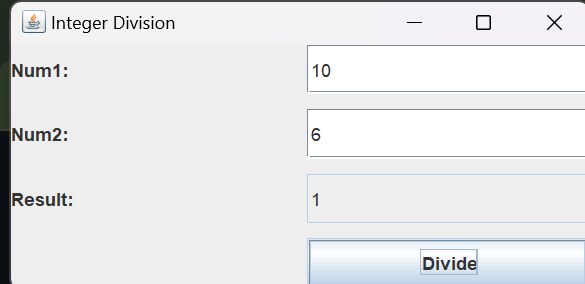 Integer Division
Num1: 10
Num2: 6
Result: 1
Divide